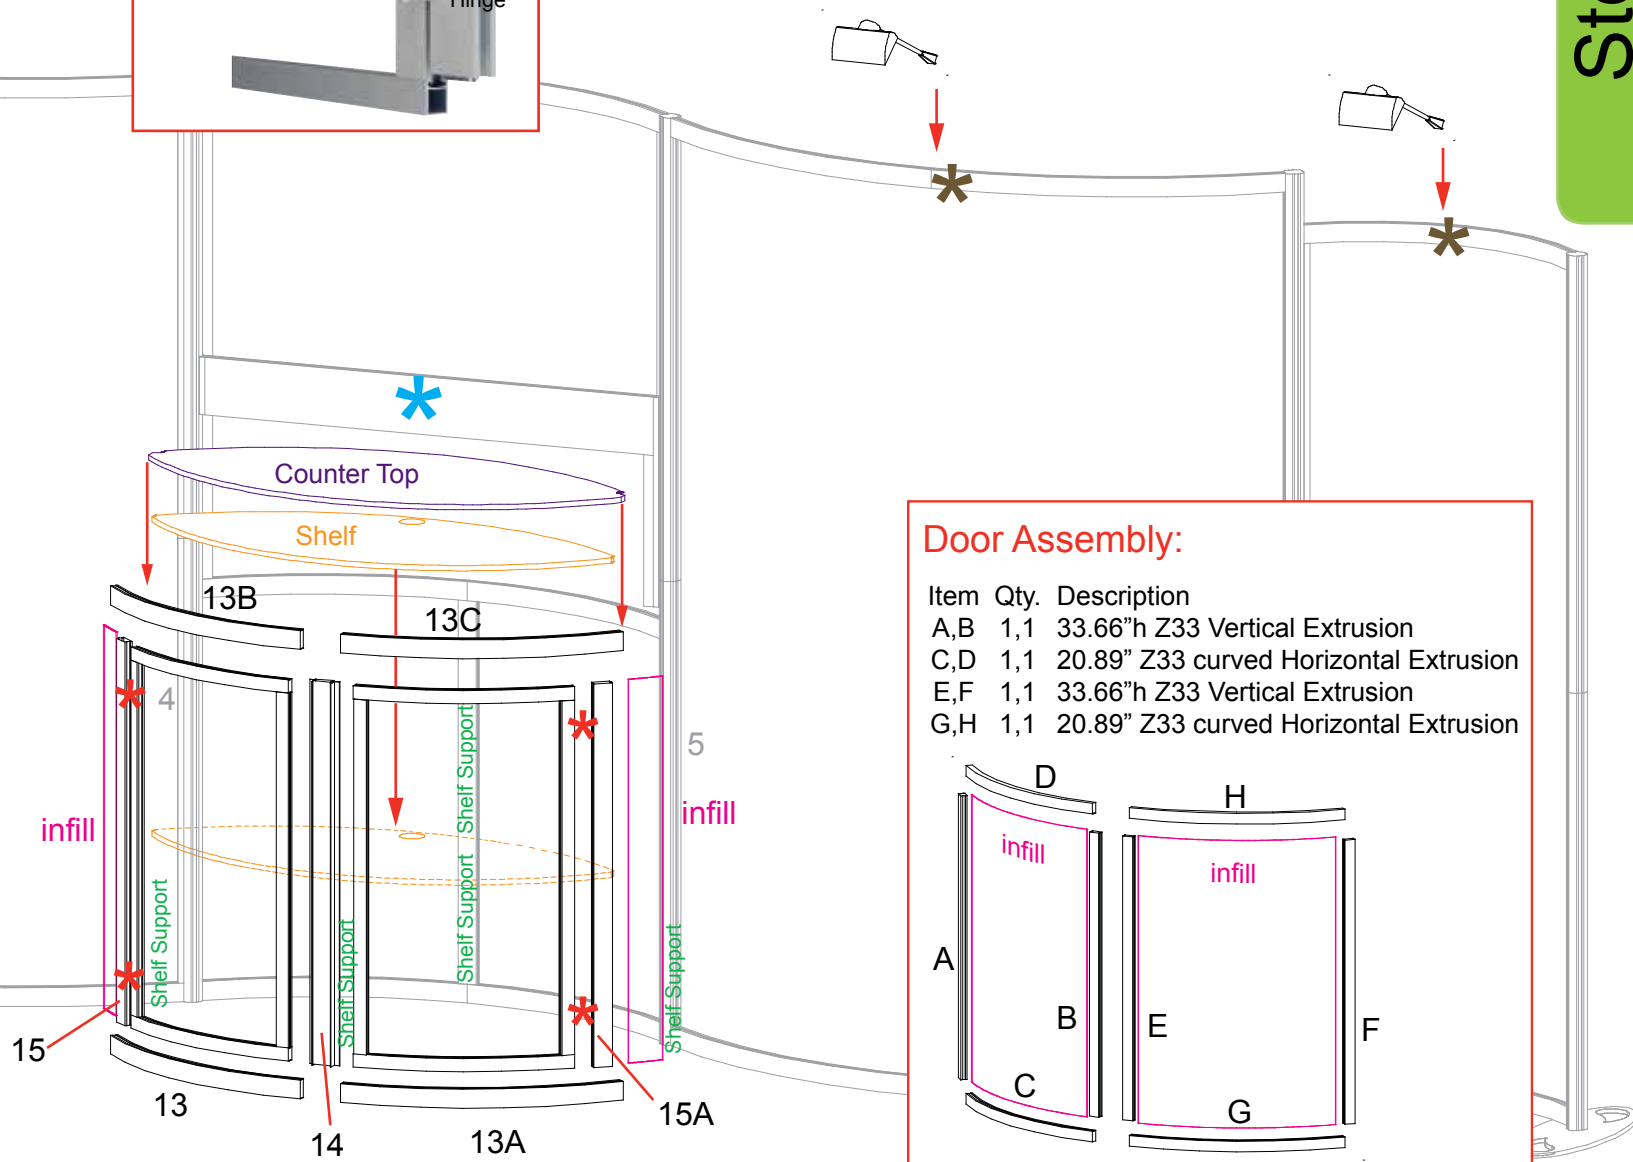 Hinge
Counter Top
Shelf
13B
13C
4
5
infill
infill
Shelf Support
Shelf Support
Shelf Support
Shelf Support
Shelf Support
15
13
14
13A
15A
Door Assembly:
Item Qty. Description
A,B 1,1 33.66”h Z33 Vertical Extrusion
C,D 1,1 20.89” Z33 curved Horizontal Extrusion
E,F 1,1 33.66”h Z33 Vertical Extrusion
G,H 1,1 20.89” Z33 curved Horizontal Extrusion
D
H
infill
infill
A
B
E
F
C
G